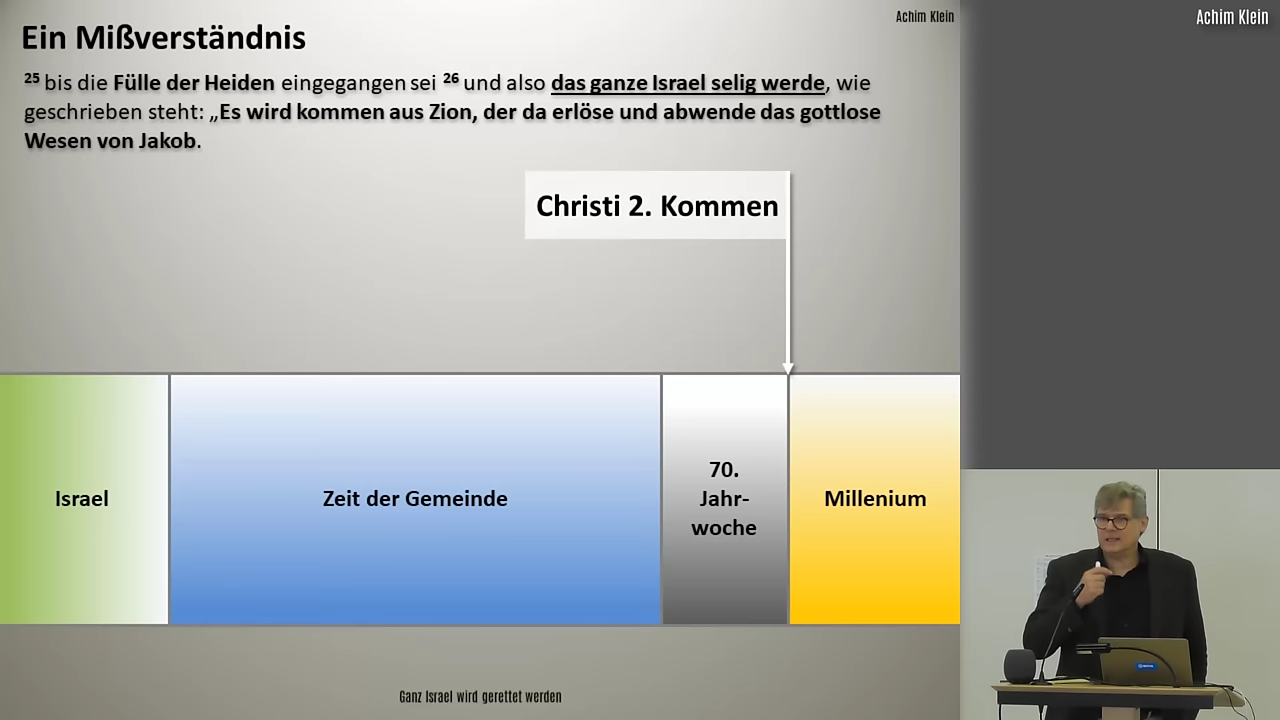 Achim Klein
Achim Klein
Ein Mißverständnis
25 bis die Fülle der Heiden eingegangen sei 26 und also das ganze Israel selig werde, wie
geschrieben steht: „Es wird kommen aus Zion, der da erlöse und abwende das gottlose
Wesen von Jakob.
Christi 2. Kommen
Israel
Zeit der Gemeinde
70.
Jahr-
woche
Millenium
Ganz Israel wird gerettet werden